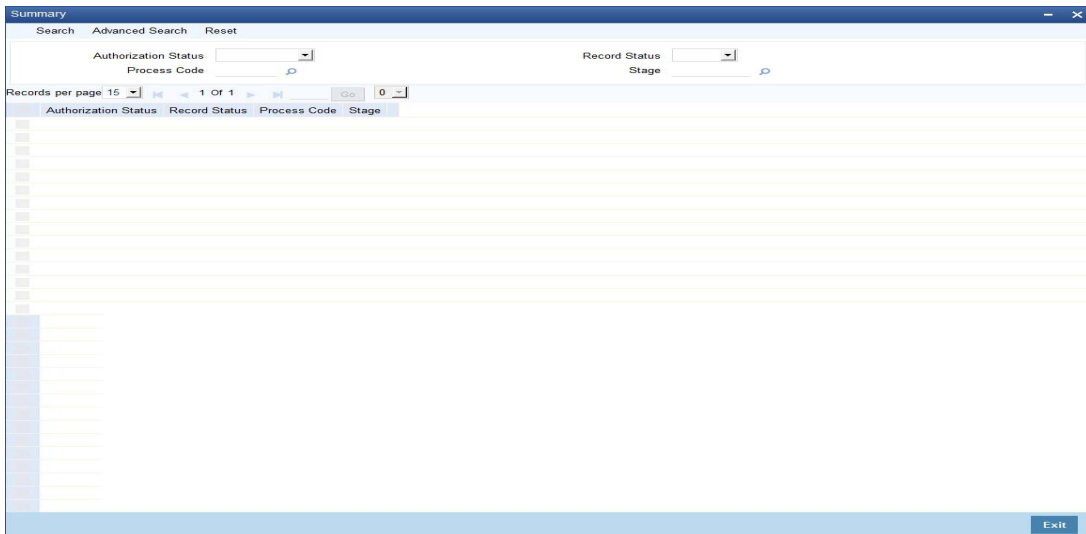 Summary
Search Advanced Search Reset
Authorization Status Record Status
Process Code Stage
Records per page 15 1 Of 1 Go 0
Authorization Status Record Status Process Code Stage
Exit